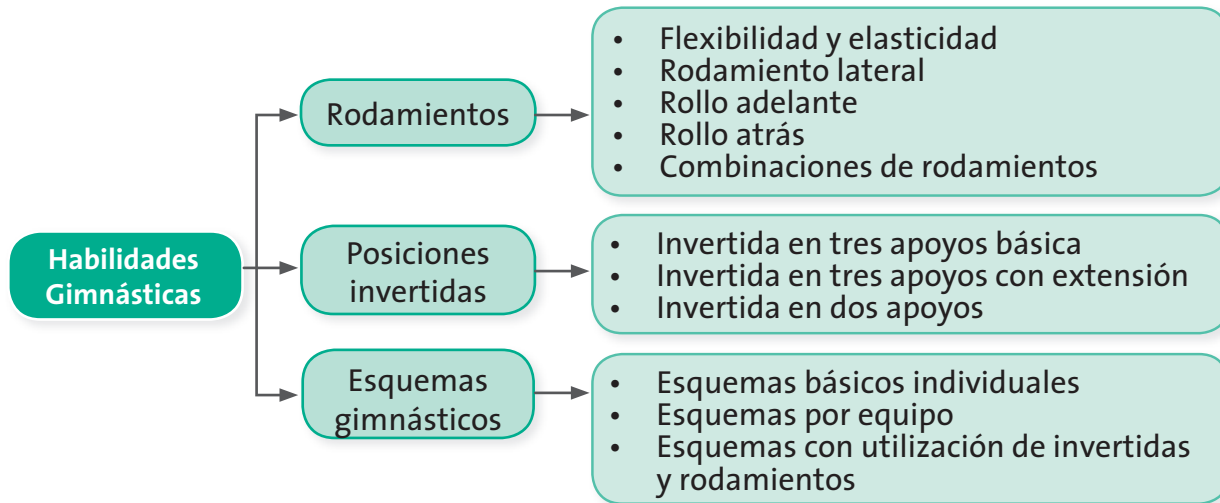 Habilidades
Gimnásticas
Rodamientos
• Flexibilidad y elasticidad
• Rodamiento lateral
• Rollo adelante
• Rollo atrás
• Combinaciones de rodamientos
Posiciones
invertidas
• Invertida en tres apoyos básica
• Invertida en tres apoyos con extensión
• Invertida en dos apoyos
Esquemas
gimnásticos
• Esquemas básicos individuales
• Esquemas por equipo
• Esquemas con utilización de invertidas
y rodamientos